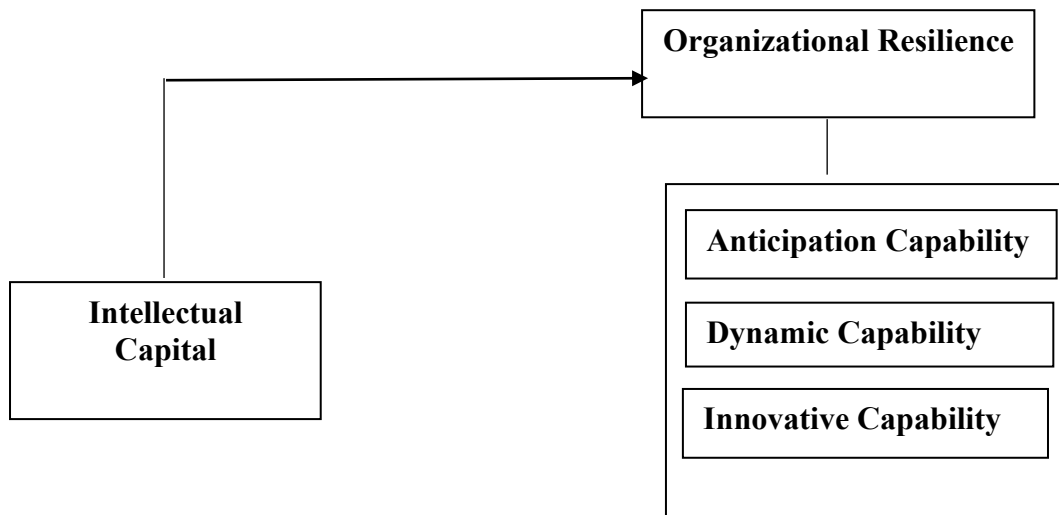 Organizational Resilience
Anticipation Capability
Intellectual
Capital
Dynamic Capability
Innovative Capability